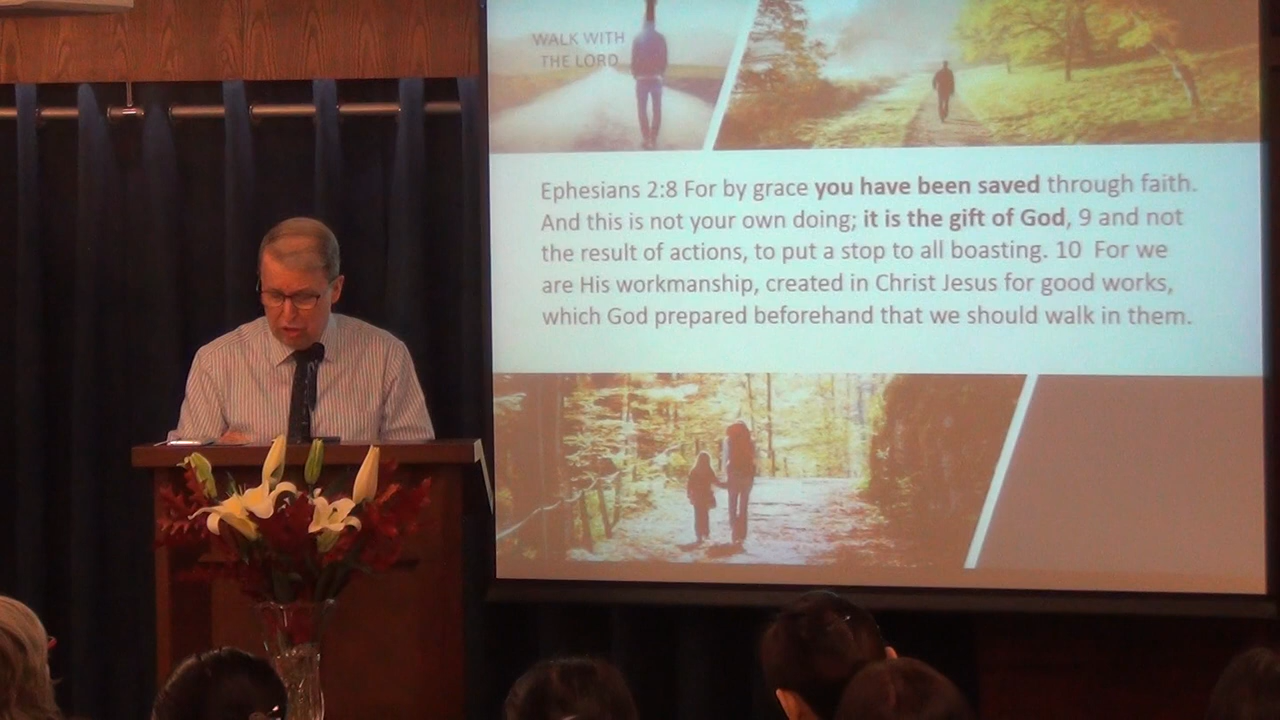 WALK WITH
THE LORD
Ephesians 2:8 For by grace you have been saved through faith.
And this is not your own doing; it is the gift of God, 9 and not
the result of actions, to put a stop to all boasting. 10 For we
are His workmanship, created in Christ Jesus for good works,
which God prepared beforehand that we should walk in them.